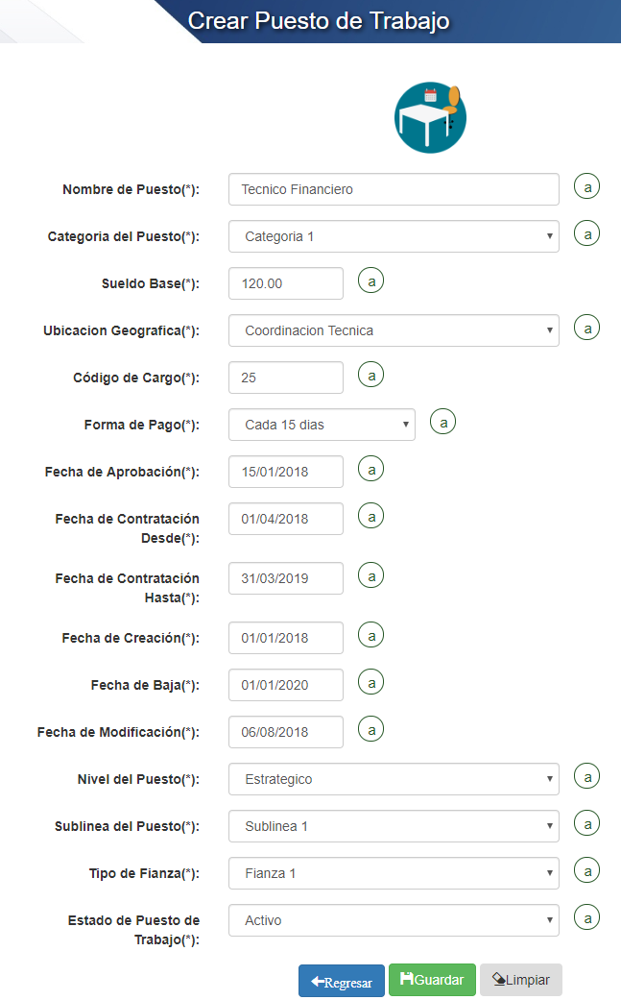 Crear Puesto de Trabajo
Nombre de Puesto(*): Tecnico Financiero a
Categoria del Puesto(*): Categoria 1 a
Sueldo Base(*): 120.00 a
Ubicacion Geografica(*): Coordinacion Tecnica a
Código de Cargo(*): 25 a
Forma de Pago(*): Cada 15 dias a
Fecha de Aprobación(*): 15/01/2018 a
Fecha de Contratación
Desde(*): 01/04/2018 a
Fecha de Contratación
Hasta(*): 31/03/2019 a
Fecha de Creación(*): 01/01/2018 a
Fecha de Baja(*): 01/01/2020 a
Fecha de Modificación(*): 06/08/2018 a
Nivel del Puesto(*): Estrategico a
Sublinea del Puesto(*): Sublinea 1 a
Tipo de Fianza(*): Fianza 1 a
Estado de Puesto de
Trabajo(*): Activo a
Regresar Guardar Limpiar